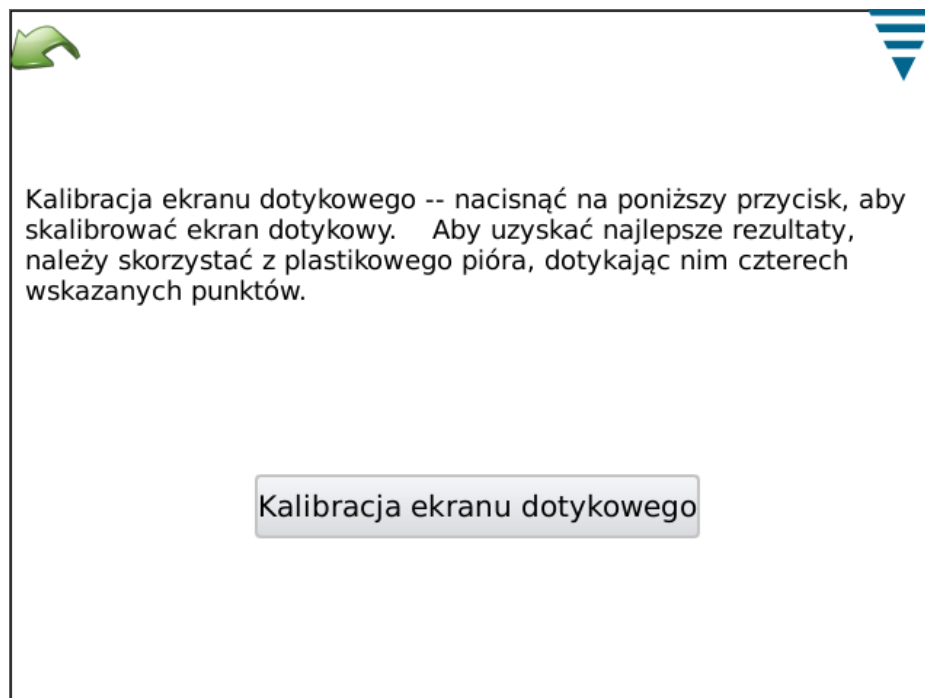 Kalibracja ekranu dotykowego -- nacisnąć na poniższy przycisk, aby
skalibrować ekran dotykowy.    Aby uzyskać najlepsze rezultaty,
należy skorzystać z plastikowego pióra, dotykając nim czterech
wskazanych punktów.
Kalibracja ekranu dotykowego